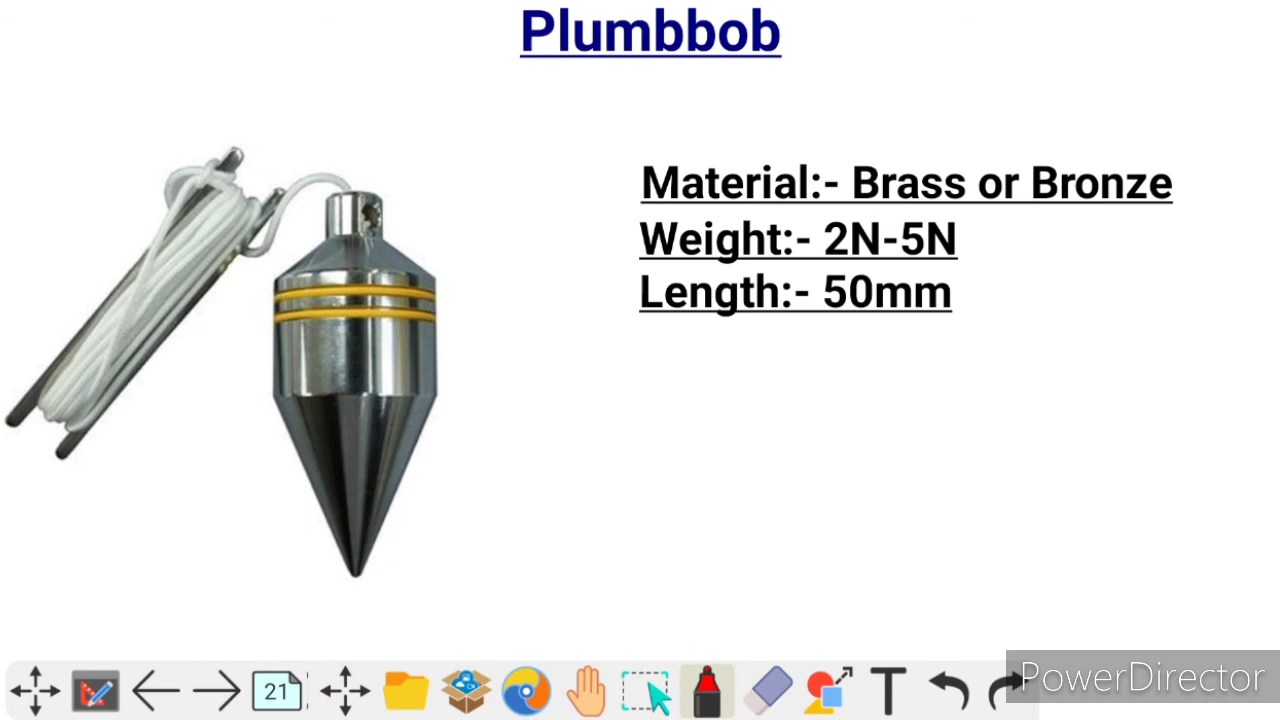 Plumbbob
Material:- Brass or Bronze
Weight:- 2N-5N
Length:- 50mm
21
T
PowerDirector